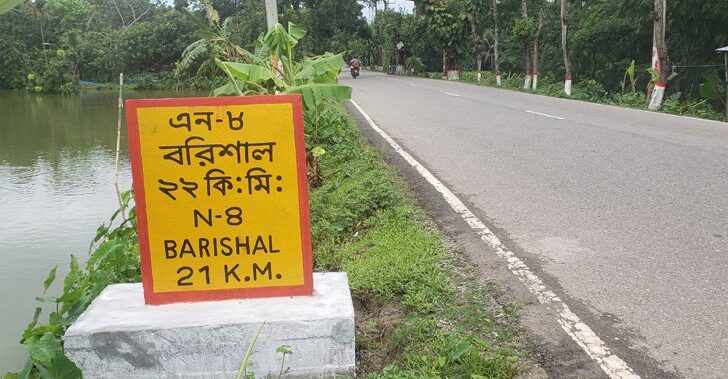 এন-৮
বরিশাল
২২ কি:মি:
N-8
BARISHAL
21 K.M.